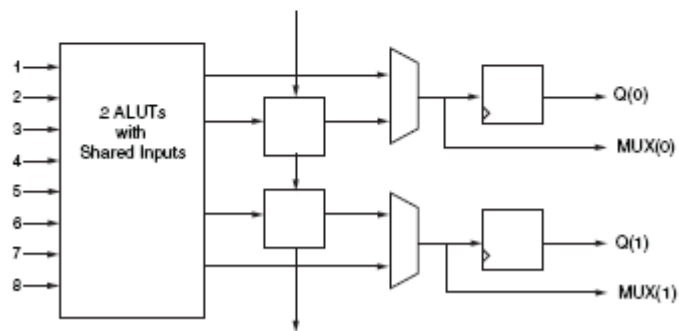 1
2
3
4
5
6
7
8
2 ALUTs
with
Shared Inputs
Q(0)
MUX(0)
Q(1)
MUX(1)